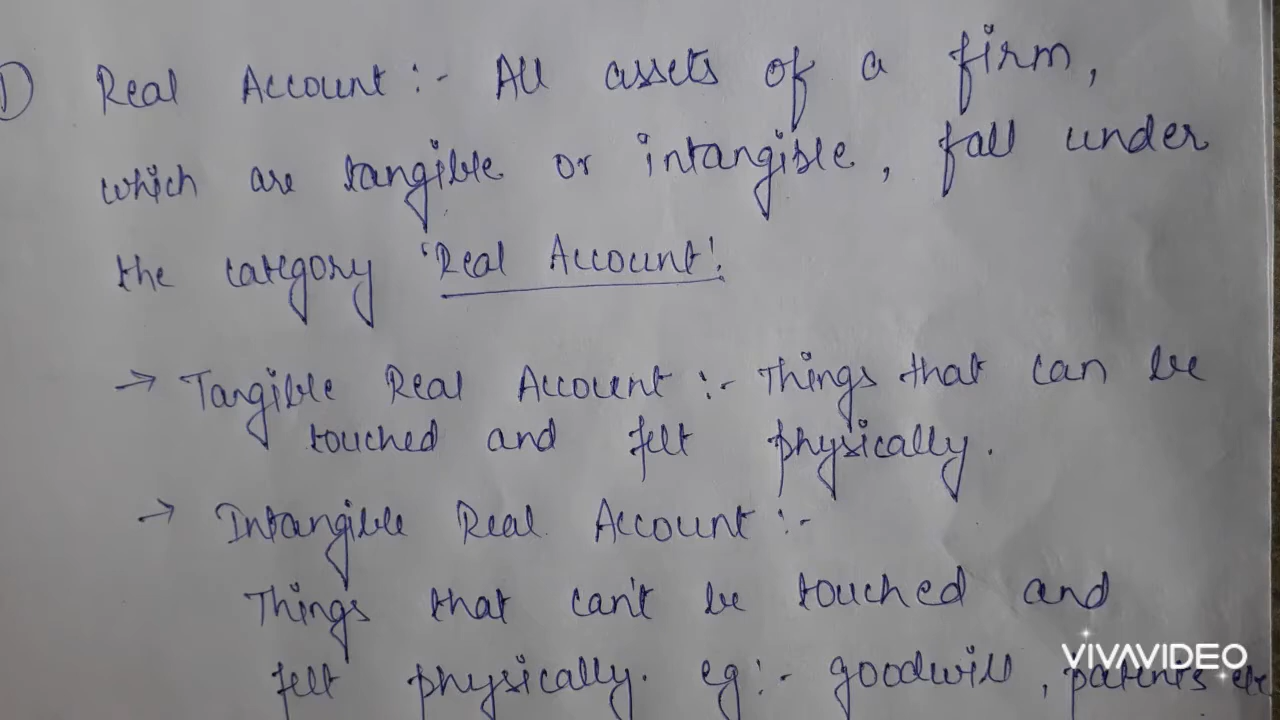 1) Real Account :- All assets of a firm,
which are tangible or intangible, fall under
the category 'Real Account'.
→ Tangible Real Account :- Things that can be
touched and felt physically.
→ Intangible Real Account :-
Things that can't be touched and
felt physically. eg:- goodwill, patents etc
VIVAVIDEO